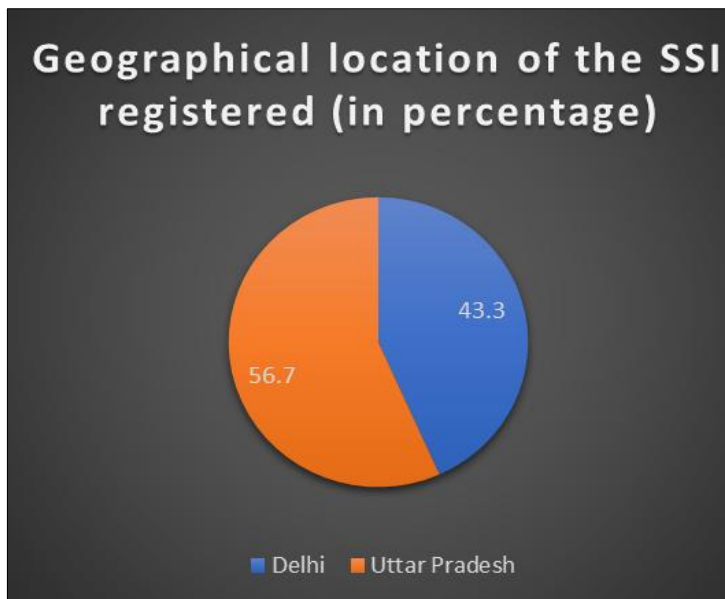 Geographical location of the SSI
registered (in percentage)
43.3
56.7
Delhi Uttar Pradesh